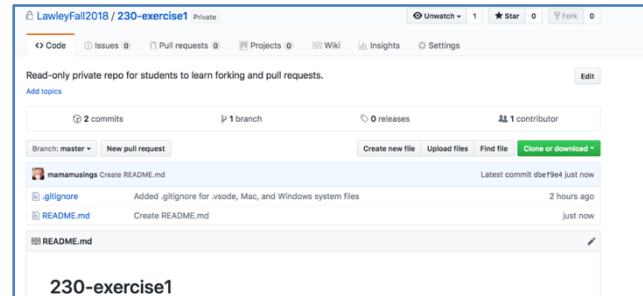 LawleyFall2018 / 230-exercise1 Private Unwatch 1 Star 0 Fork 0
Code Issues 0 Pull requests 0 Projects 0 Wiki Insights Settings
Read-only private repo for students to learn forking and pull requests. Edit
Add topics
2 commits 1 branch 0 releases 1 contributor
Branch: master New pull request Create new file Upload files Find file Clone or download
mamamusings Create README.md Latest commit dbef9e4 just now
.gitignore Added .gitignore for .vsode, Mac, and Windows system files 2 hours ago
README.md Create README.md just now
README.md
230-exercise1